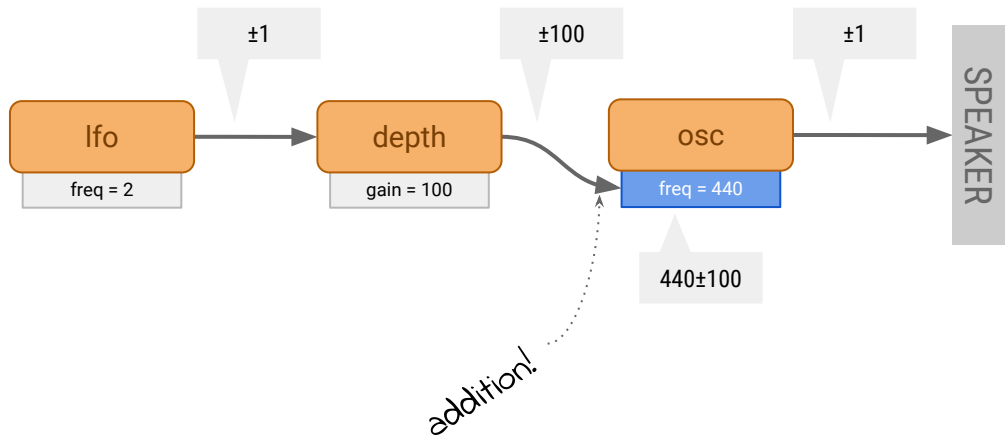 ±1
±100
±1
lfo
depth
osc
SPEAKER
freq = 2
gain = 100
freq = 440
440±100
addition!